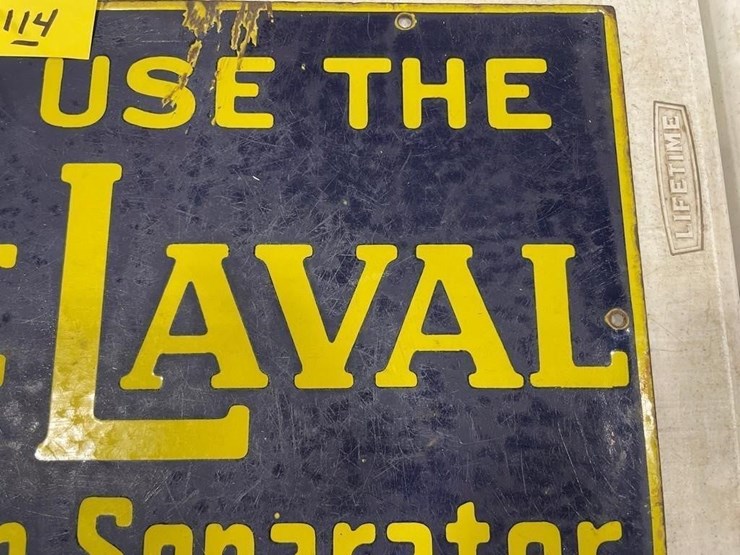 114
USE THE
LAVAL
Separator
LIFETIME